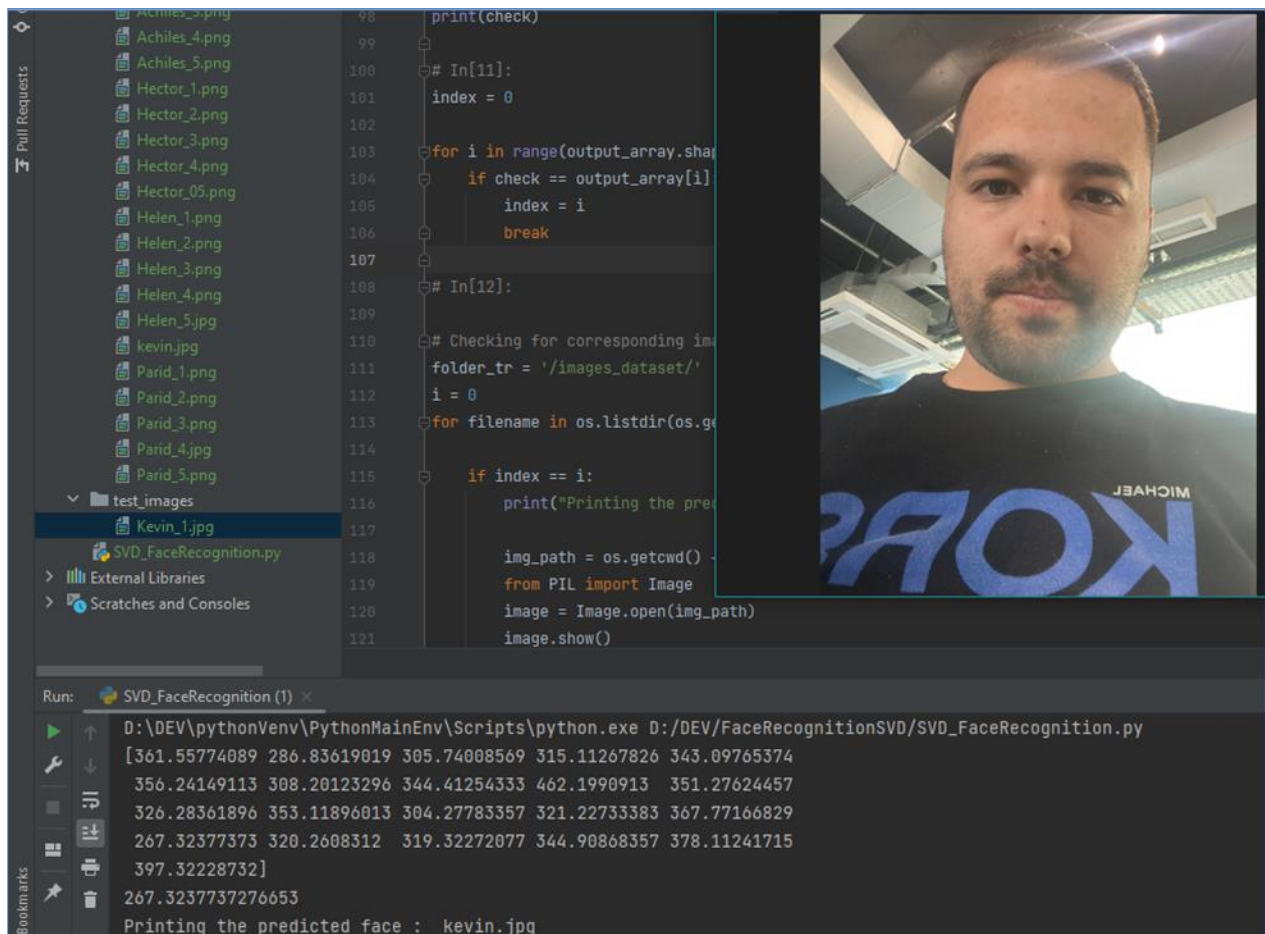 Pull Requests
Bookmarks
Achiles_3.png
Achiles_4.png
Achiles_5.png
Hector_1.png
Hector_2.png
Hector_3.png
Hector_4.png
Hector_05.png
Helen_1.png
Helen_2.png
Helen_3.png
Helen_4.png
Helen_5.jpg
kevin.jpg
Parid_1.png
Parid_2.png
Parid_3.png
Parid_4.jpg
Parid_5.png
test_images
Kevin_1.jpg
SVD_FaceRecognition.py
External Libraries
Scratches and Consoles
98 print(check)
99
100 # In[11]:
101 index = 0
102
103 for i in range(output_array.shap
104 if check == output_array[i]
105 index = i
106 break
107
108 # In[12]:
109
110 # Checking for corresponding ima
111 folder_tr = '/images_dataset/'
112 i = 0
113 for filename in os.listdir(os.ge
114
115 if index == i:
116 print("Printing the pred
117
118 img_path = os.getcwd() -
119 from PIL import Image
120 image = Image.open(img_path)
121 image.show()
MICHAEL
KORS
Run: SVD_FaceRecognition (1)
D:\DEV\pythonVenv\PythonMainEnv\Scripts\python.exe D:/DEV/FaceRecognitionSVD/SVD_FaceRecognition.py
[361.55774089 286.83619019 305.74008569 315.11267826 343.09765374
356.24149113 308.20123296 344.41254333 462.1990913 351.27624457
326.28361896 353.11896013 304.27783357 321.22733383 367.77166829
267.32377373 320.2608312 319.32272077 344.90868357 378.11241715
397.32228732]
267.3237737276653
Printing the predicted face : kevin.jpg